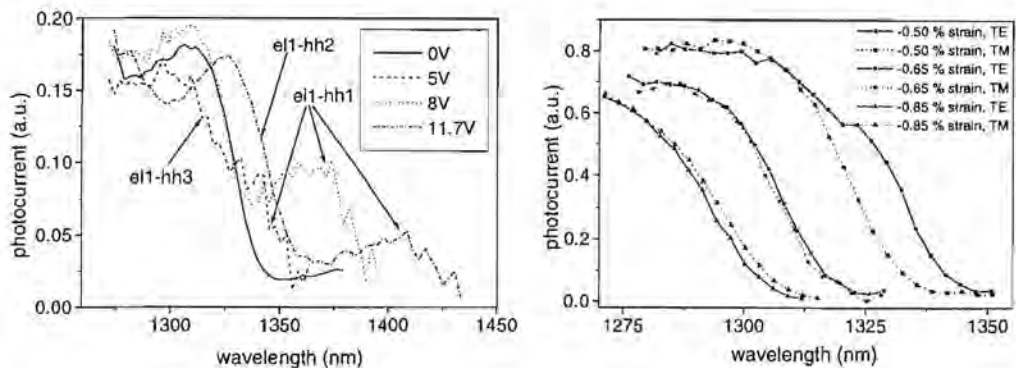 photocurrent (a.u.)
0.20
0.15
0.10
0.05
0.00
1300
1350
1400
1450
wavelength (nm)
el1-hh2
el1-hh1
el1-hh3
0V
5V
8V
11.7V
photocurrent (a.u.)
0.8
0.6
0.4
0.2
0.0
1275
1300
1325
1350
wavelength (nm)
-0.50 % strain, TE
-0.50 % strain, TM
-0.65 % strain, TE
-0.65 % strain, TM
-0.85 % strain, TE
-0.85 % strain, TM